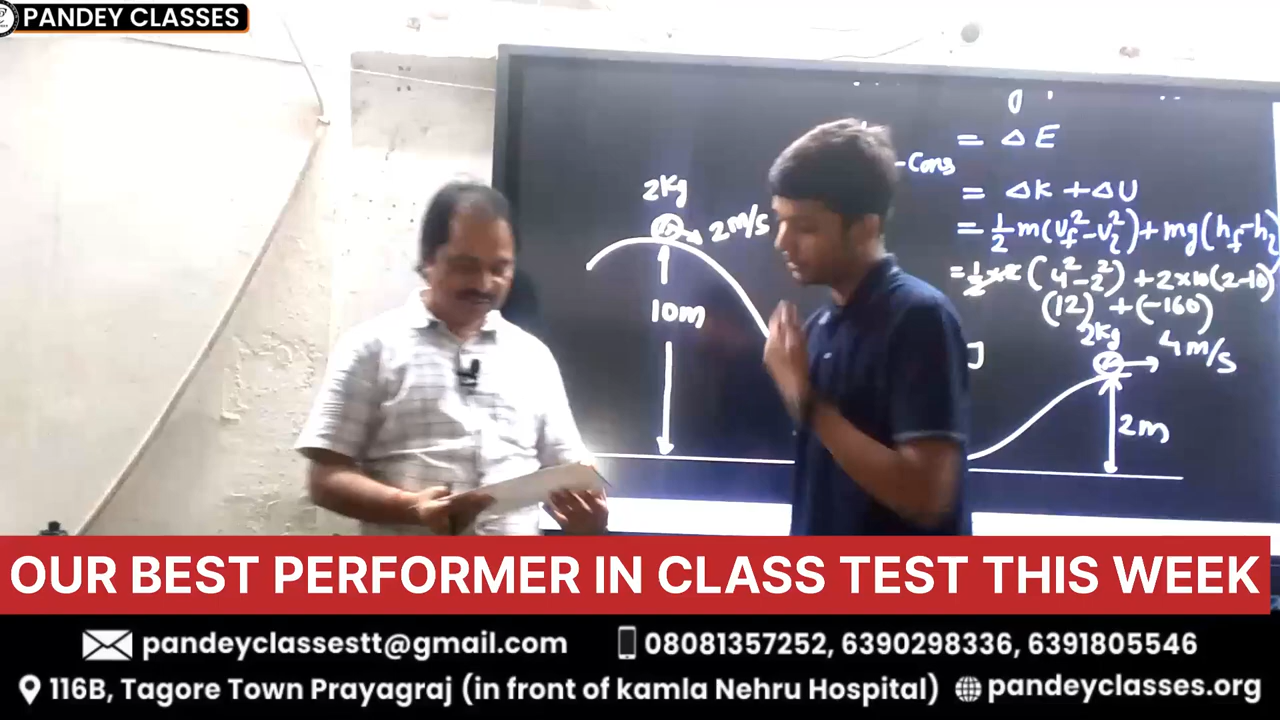 PANDEY CLASSES
= ΔE
-Cons
= ΔK + ΔU
= ½ m(v_f² - v_i²) + mg(h_f - h_i
= ½ × 2 (4² - 2²) + 2×10(2-10)
(12) + (-160)
J
2kg
2m/s
10m
2kg
4m/s
2m
OUR BEST PERFORMER IN CLASS TEST THIS WEEK
pandeyclassestt@gmail.com
08081357252, 6390298336, 6391805546
116B, Tagore Town Prayagraj (in front of kamla Nehru Hospital)
pandeyclasses.org